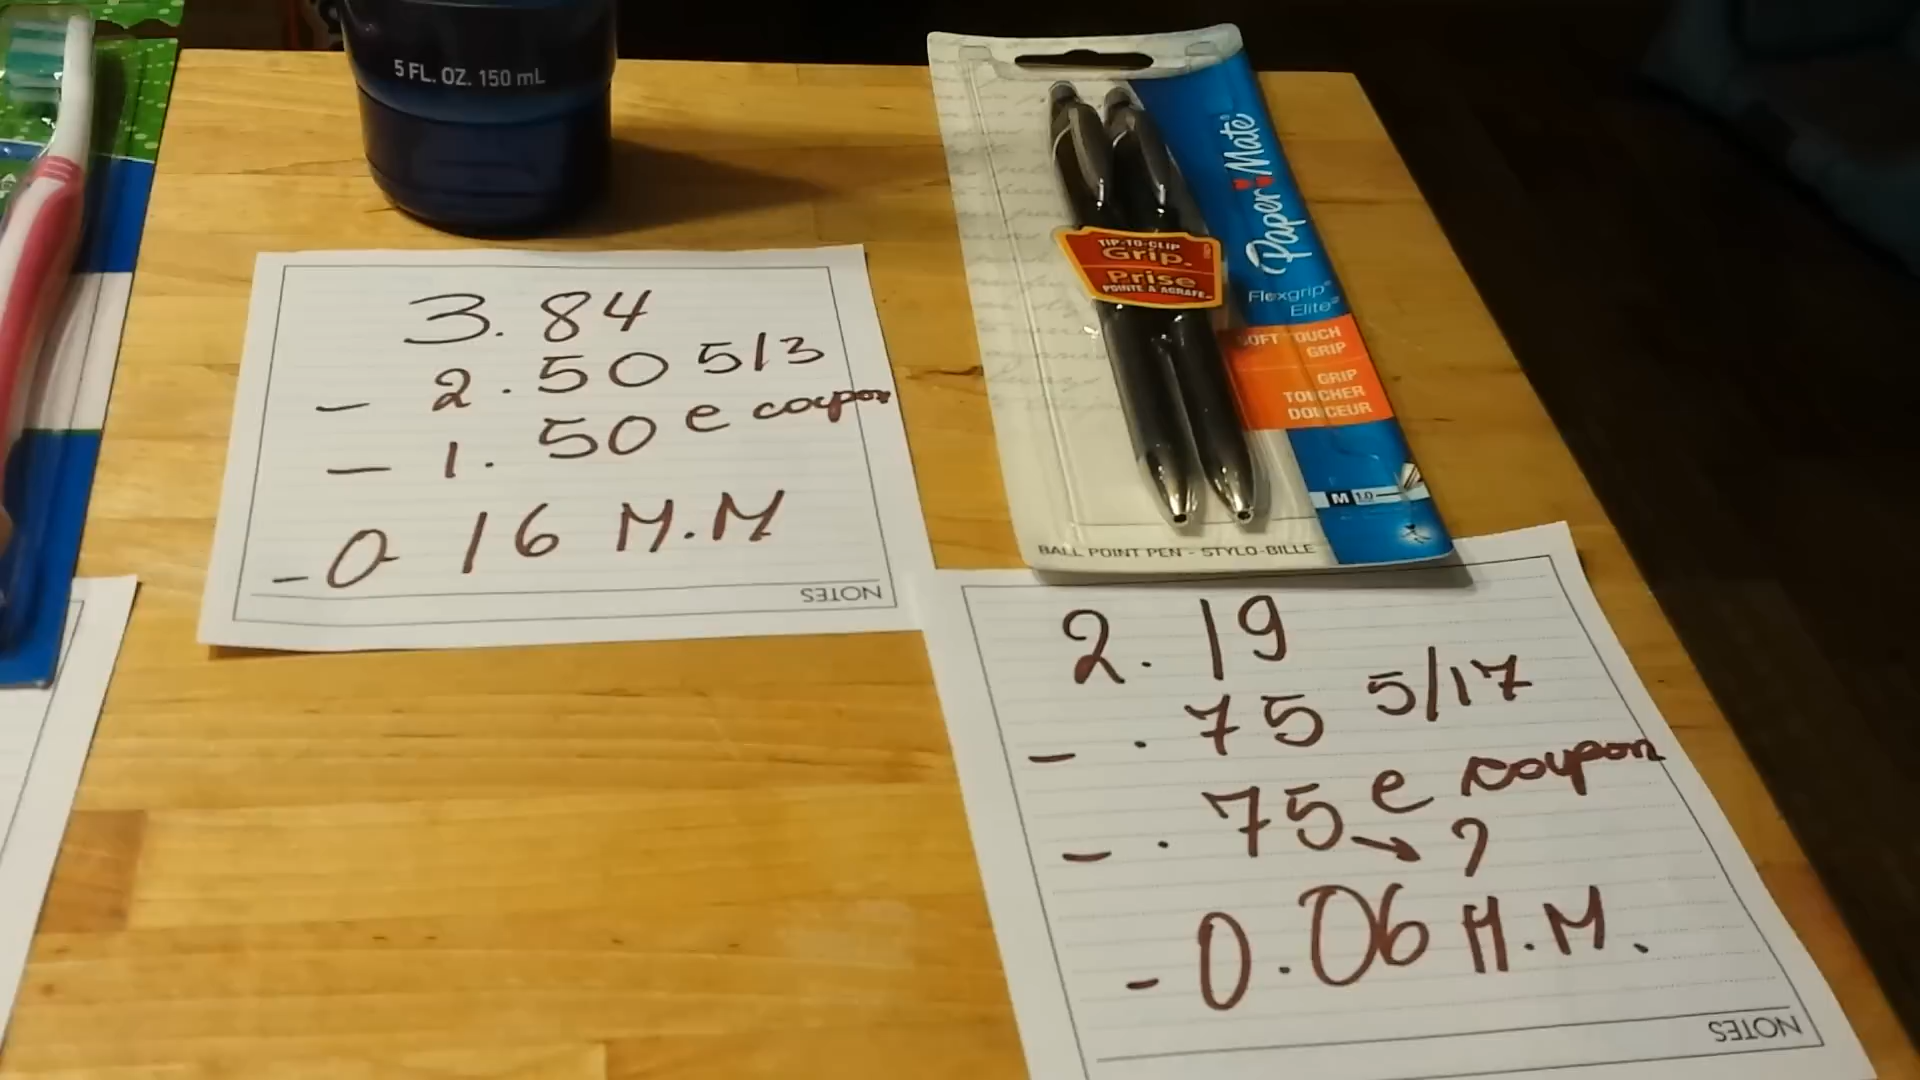 5 FL. OZ. 150 mL
3.84
- 2.50 5/3
- 1.50 e coupon
-0 16 M.M
NOTES
Paper Mate
TIP-TO-CLIP
Grip.
Prise
POINTE À AGRAFE
Flexgrip
Elite
SOFT TOUCH
GRIP
GRIP
TOUCHER
DOUCEUR
M 1.0
BALL POINT PEN - STYLO-BILLE
2.19
- .75 5/17
- .75 e coupon
→ ?
-0.06 M.M.
NOTES